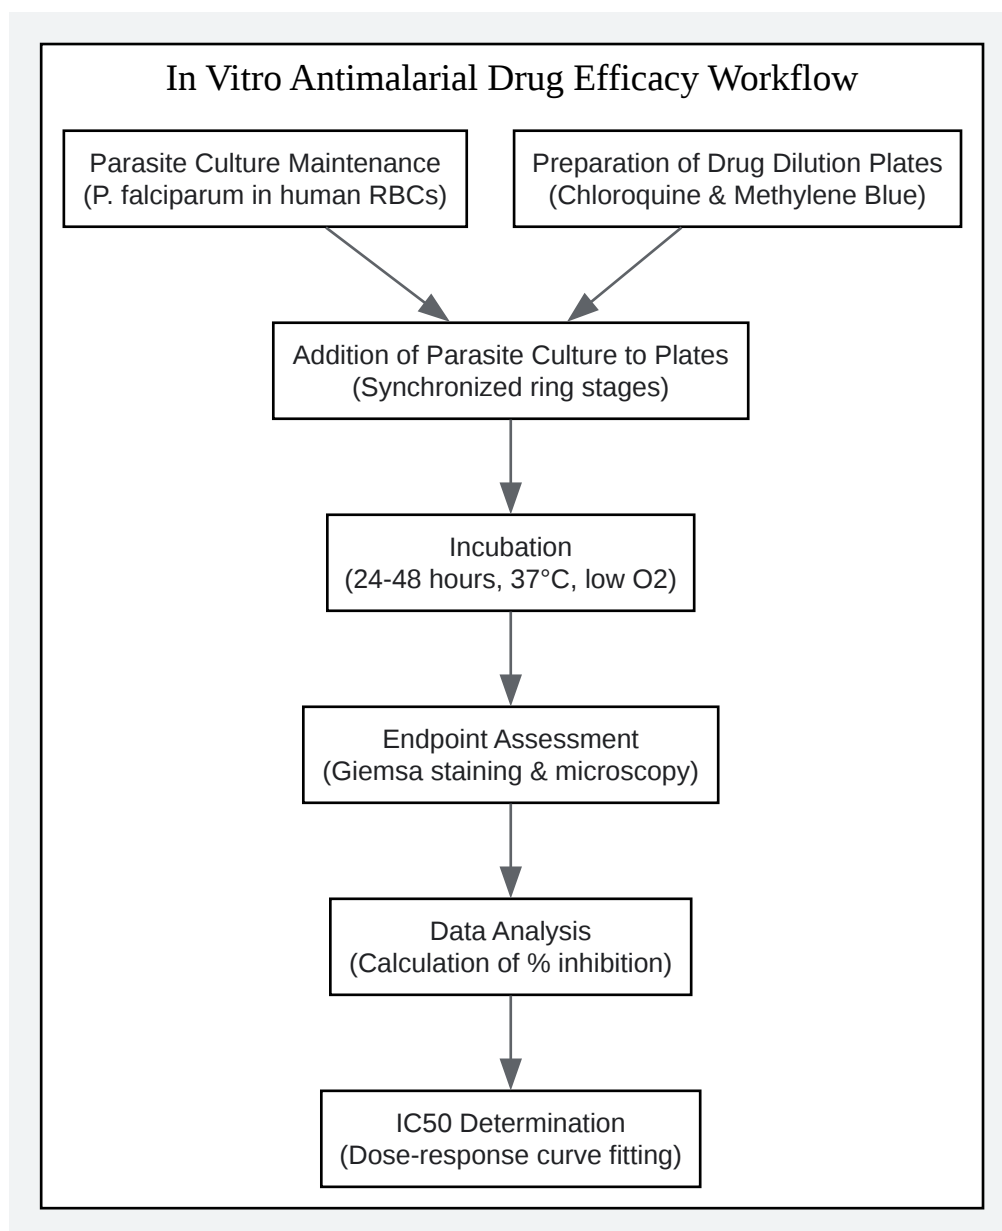 In Vitro Antimalarial Drug Efficacy Workflow
Parasite Culture Maintenance
(P. falciparum in human RBCs)
Preparation of Drug Dilution Plates
(Chloroquine & Methylene Blue)
Addition of Parasite Culture to Plates
(Synchronized ring stages)
Incubation
(24-48 hours, 37°C, low O2)
Endpoint Assessment
(Giemsa staining & microscopy)
Data Analysis
(Calculation of % inhibition)
IC50 Determination
(Dose-response curve fitting)